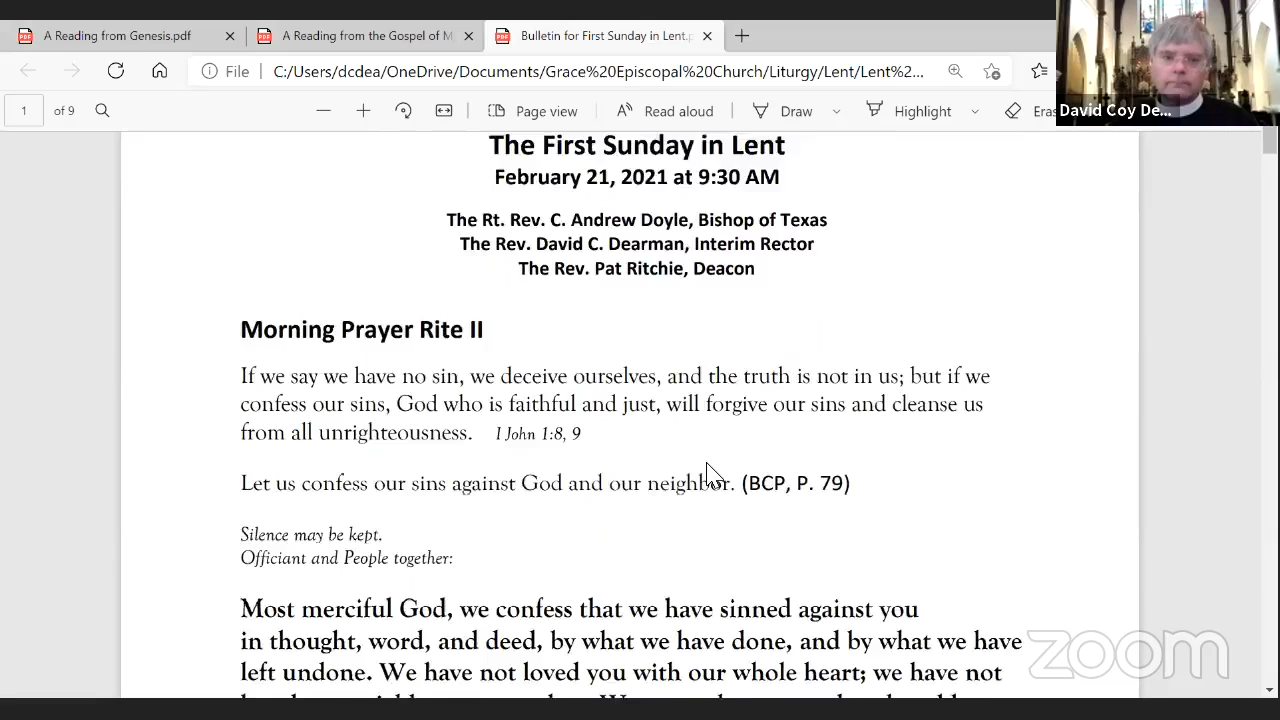 A Reading from Genesis.pdf
A Reading from the Gospel of M
Bulletin for First Sunday in Lent.p
File
C:/Users/dcdea/OneDrive/Documents/Grace%20Episcopal%20Church/Liturgy/Lent/Lent%2...
1 of 9
Page view
Read aloud
Draw
Highlight
Eras
David Coy De...
The First Sunday in Lent
February 21, 2021 at 9:30 AM
The Rt. Rev. C. Andrew Doyle, Bishop of Texas
The Rev. David C. Dearman, Interim Rector
The Rev. Pat Ritchie, Deacon
Morning Prayer Rite II
If we say we have no sin, we deceive ourselves, and the truth is not in us; but if we
confess our sins, God who is faithful and just, will forgive our sins and cleanse us
from all unrighteousness. I John 1:8, 9
Let us confess our sins against God and our neighbor. (BCP, P. 79)
Silence may be kept.
Officiant and People together:
Most merciful God, we confess that we have sinned against you
in thought, word, and deed, by what we have done, and by what we have
left undone. We have not loved you with our whole heart; we have not
zoom